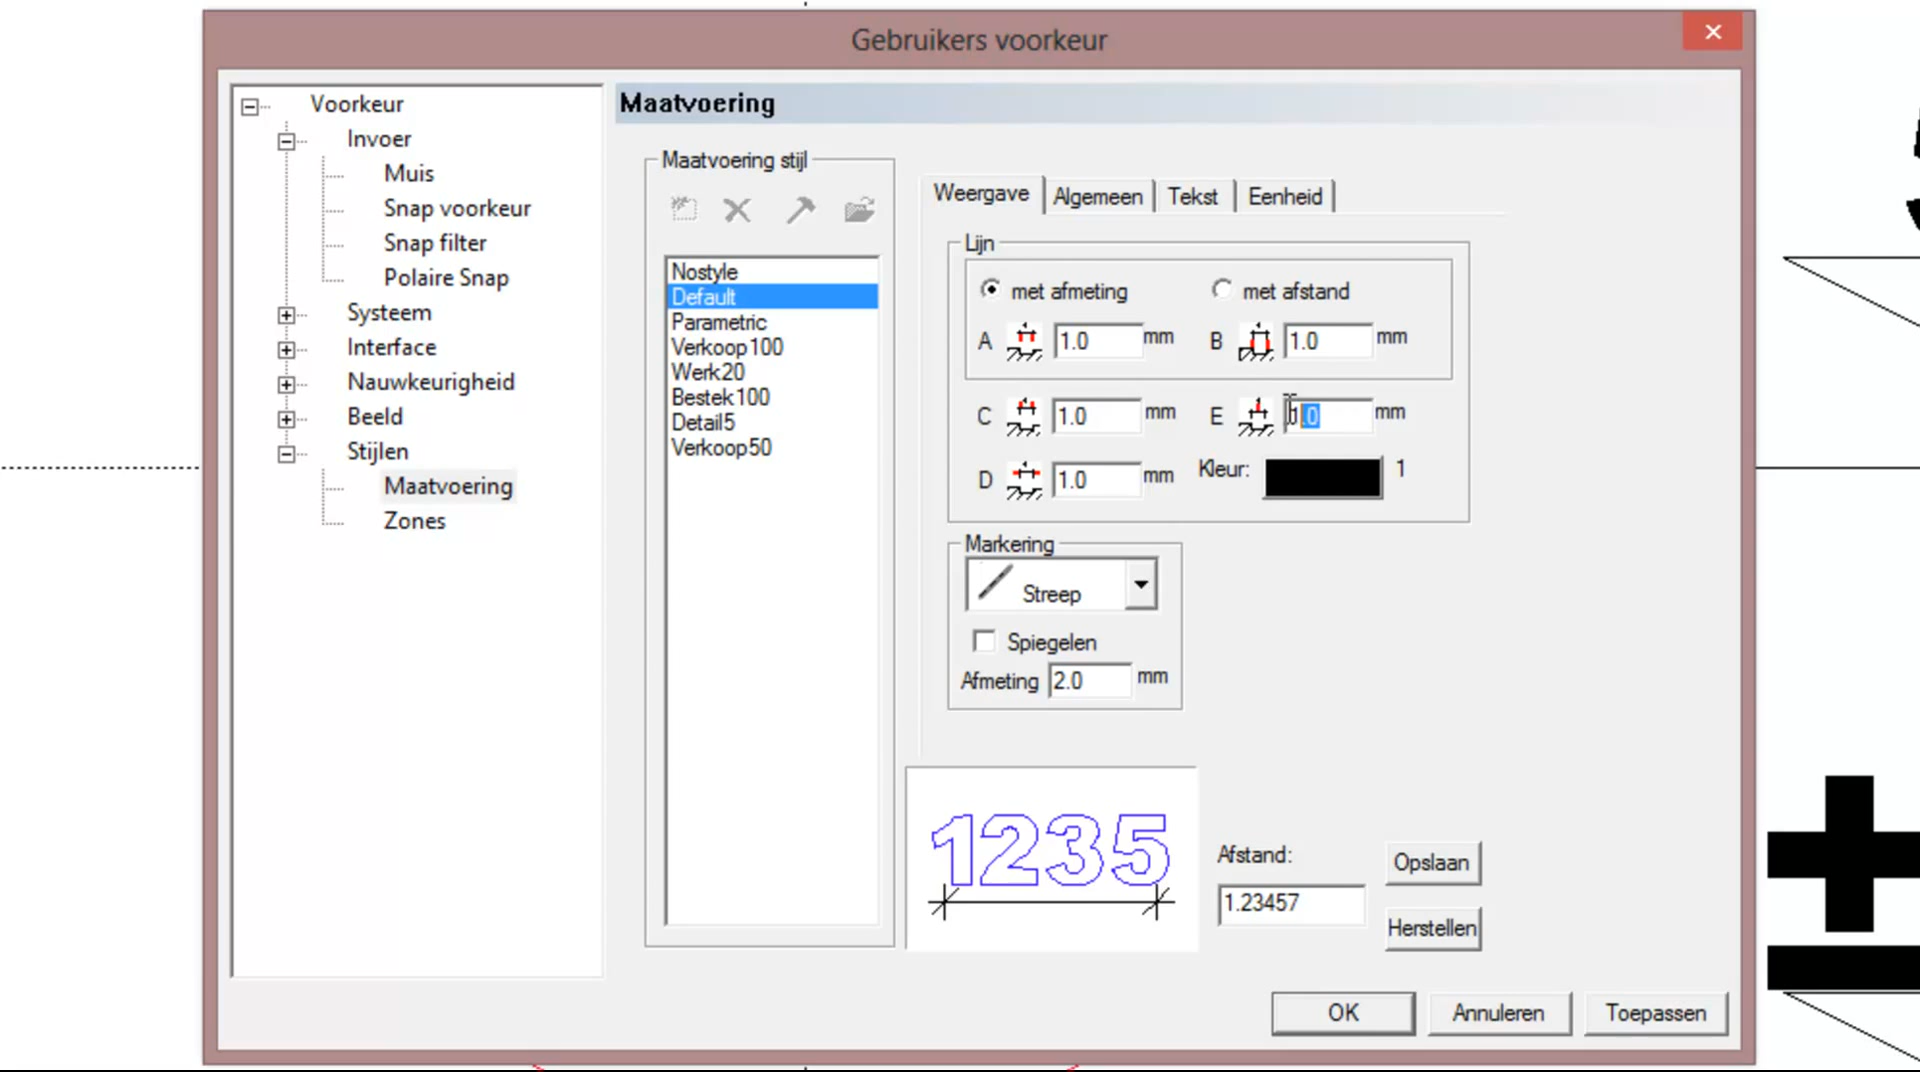 Gebruikers voorkeur
Voorkeur
Invoer
Muis
Snap voorkeur
Snap filter
Polaire Snap
Systeem
Interface
Nauwkeurigheid
Beeld
Stijlen
Maatvoering
Zones
Maatvoering
Maatvoering stijl
Nostyle
Default
Parametric
Verkoop100
Werk20
Bestek100
Detail5
Verkoop50
Weergave Algemeen Tekst Eenheid
Lijn
met afmeting met afstand
A 1.0 mm B 1.0 mm
C 1.0 mm E 1.0 mm
D 1.0 mm Kleur: 1
Markering
Streep
Spiegelen
Afmeting 2.0 mm
1235
Afstand:
1.23457
Opslaan
Herstellen
OK Annuleren Toepassen